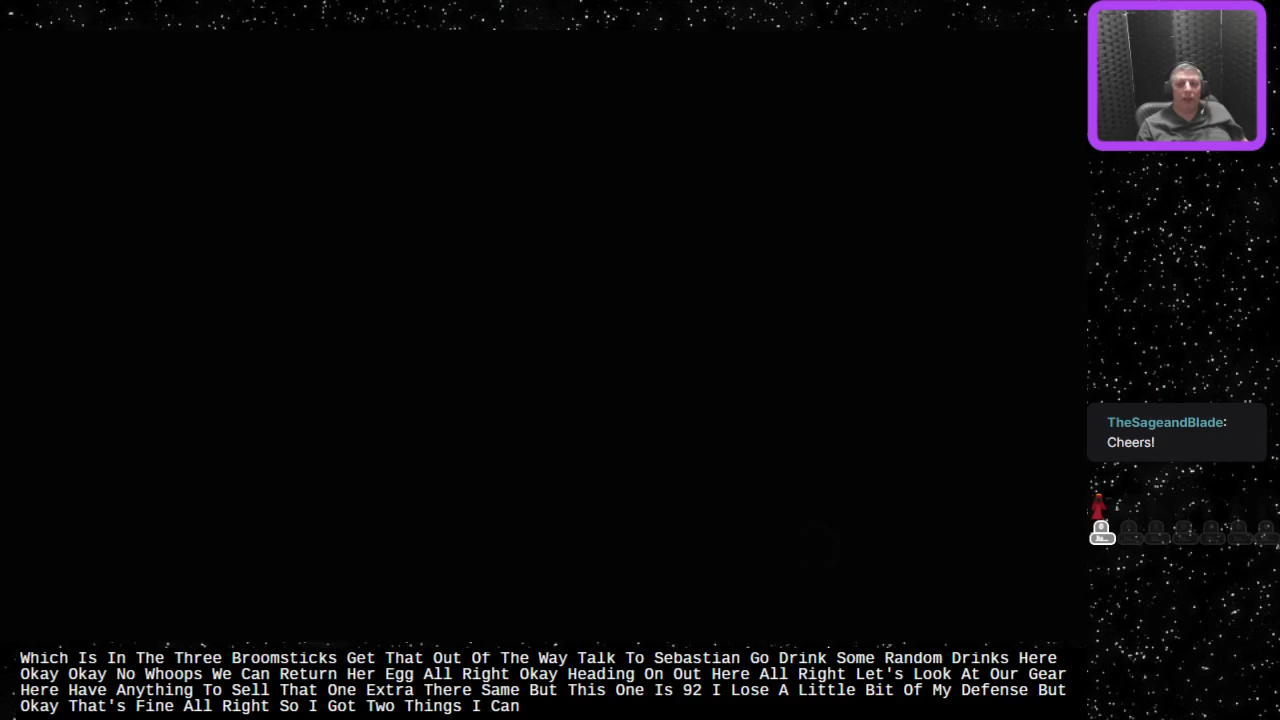 TheSageandBlade:
Cheers!
Which Is In The Three Broomsticks Get That Out Of The Way Talk To Sebastian Go Drink Some Random Drinks Here
Okay Okay No Whoops We Can Return Her Egg All Right Okay Heading On Out Here All Right Let's Look At Our Gear
Here Have Anything To Sell That One Extra There Same But This One Is 92 I Lose A Little Bit Of My Defense But
Okay That's Fine All Right So I Got Two Things I Can